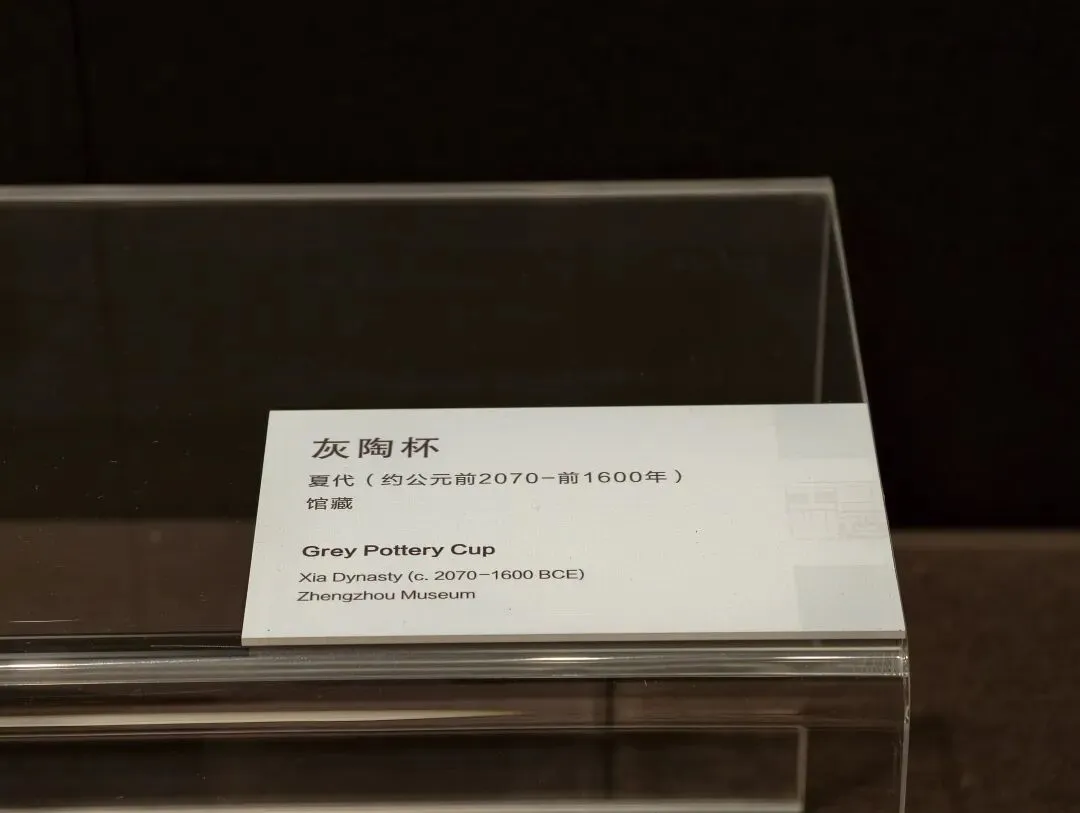 灰陶杯
夏代（约公元前2070-前1600年）
馆藏
Grey Pottery Cup
Xia Dynasty (c. 2070-1600 BCE)
Zhengzhou Museum